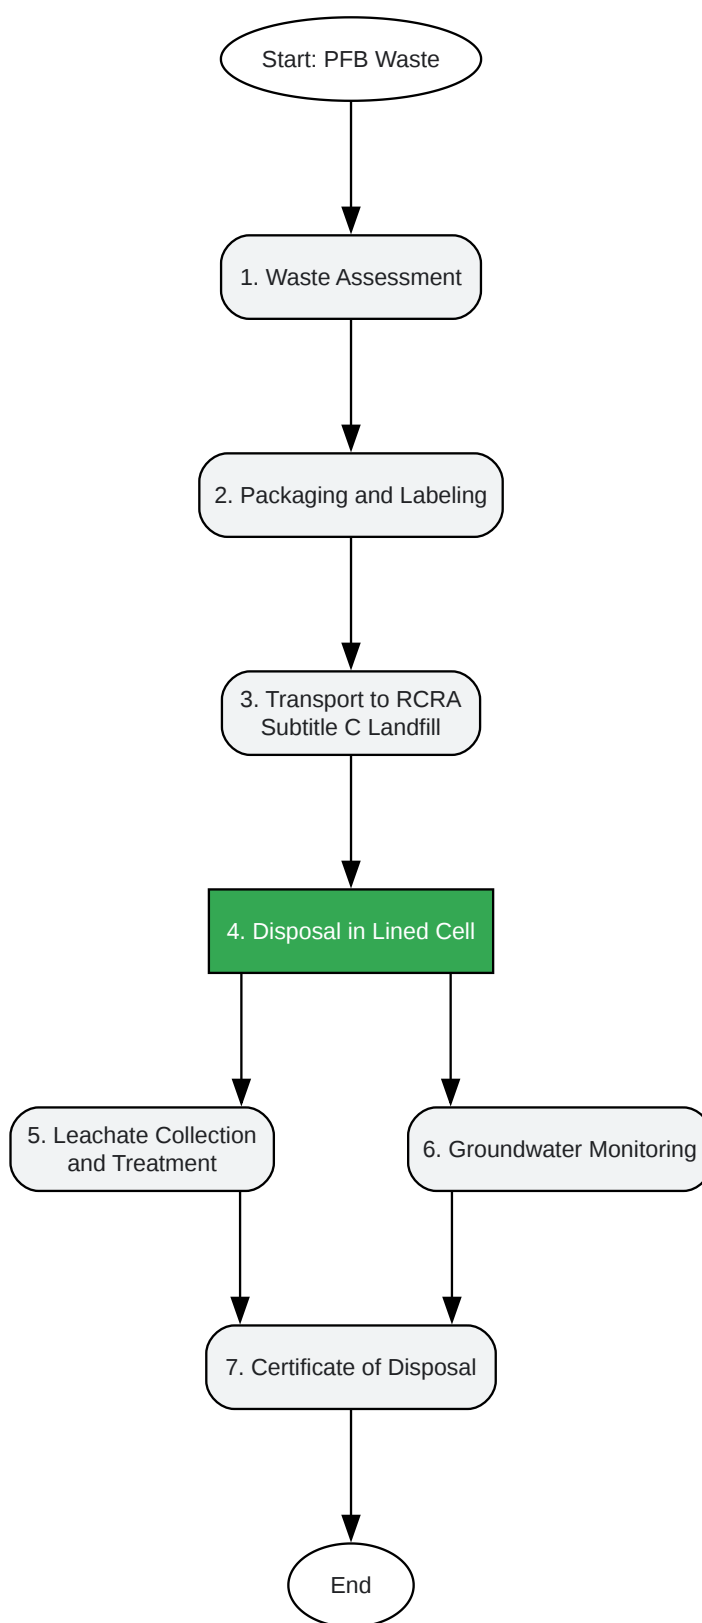 Start: PFB Waste
1. Waste Assessment
2. Packaging and Labeling
3. Transport to RCRA
Subtitle C Landfill
4. Disposal in Lined Cell
5. Leachate Collection
and Treatment
6. Groundwater Monitoring
7. Certificate of Disposal
End